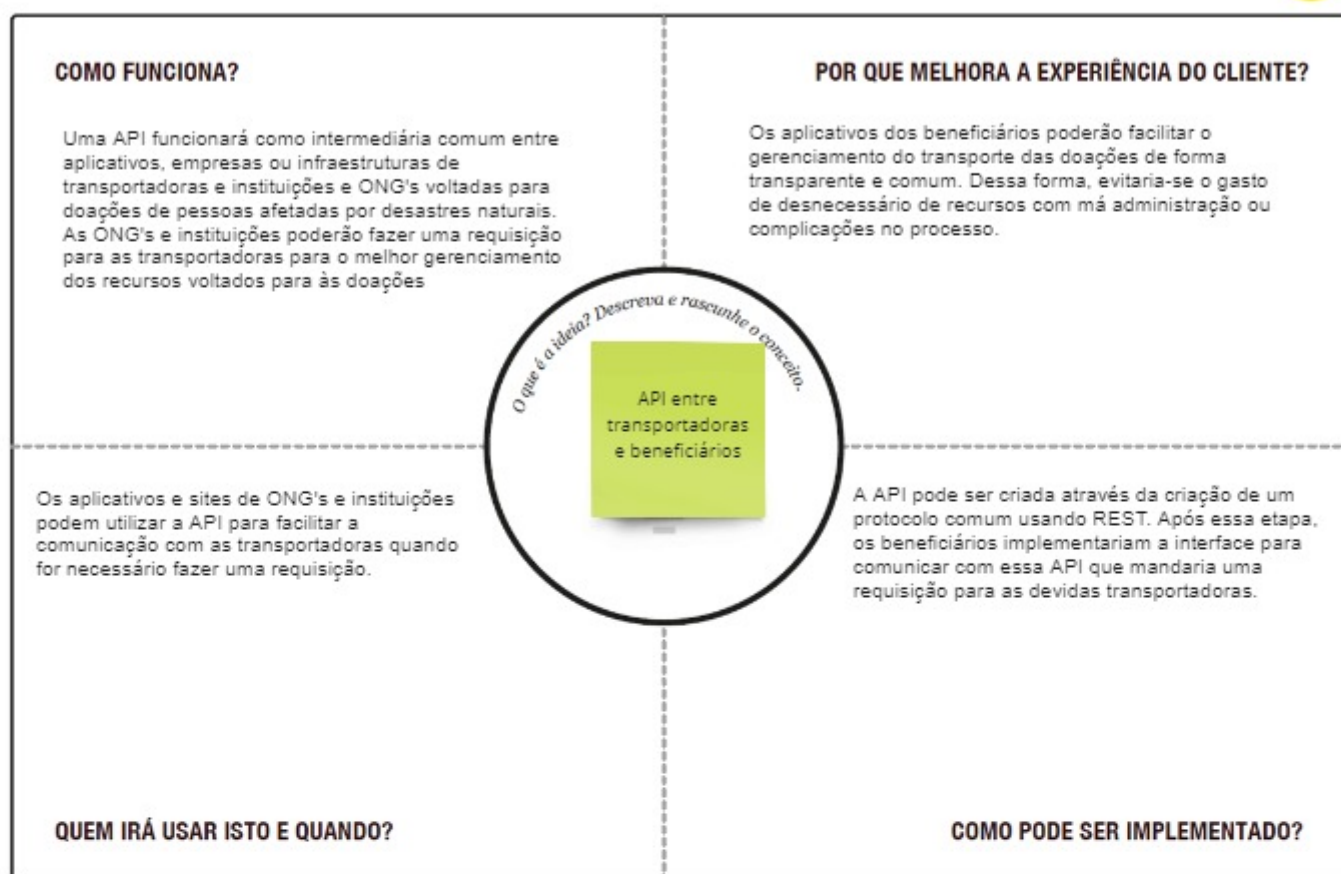 COMO FUNCIONA?
Uma API funcionará como intermediária comum entre
aplicativos, empresas ou infraestruturas de
transportadoras e instituições e ONG's voltadas para
doações de pessoas afetadas por desastres naturais.
As ONG's e instituições poderão fazer uma requisição
para as transportadoras para o melhor gerenciamento
dos recursos voltados para às doações
POR QUE MELHORA A EXPERIÊNCIA DO CLIENTE?
Os aplicativos dos beneficiários poderão facilitar o
gerenciamento do transporte das doações de forma
transparente e comum. Dessa forma, evitaria-se o gasto
de desnecessário de recursos com má administração ou
complicações no processo.
O que é a ideia? Descreva e rascunhe o conceito-
API entre
transportadoras
e beneficiários
Os aplicativos e sites de ONG's e instituições
podem utilizar a API para facilitar a
comunicação com as transportadoras quando
for necessário fazer uma requisição.
QUEM IRÁ USAR ISTO E QUANDO?
A API pode ser criada através da criação de um
protocolo comum usando REST. Após essa etapa,
os beneficiários implementariam a interface para
comunicar com essa API que mandaria uma
requisição para as devidas transportadoras.
COMO PODE SER IMPLEMENTADO?